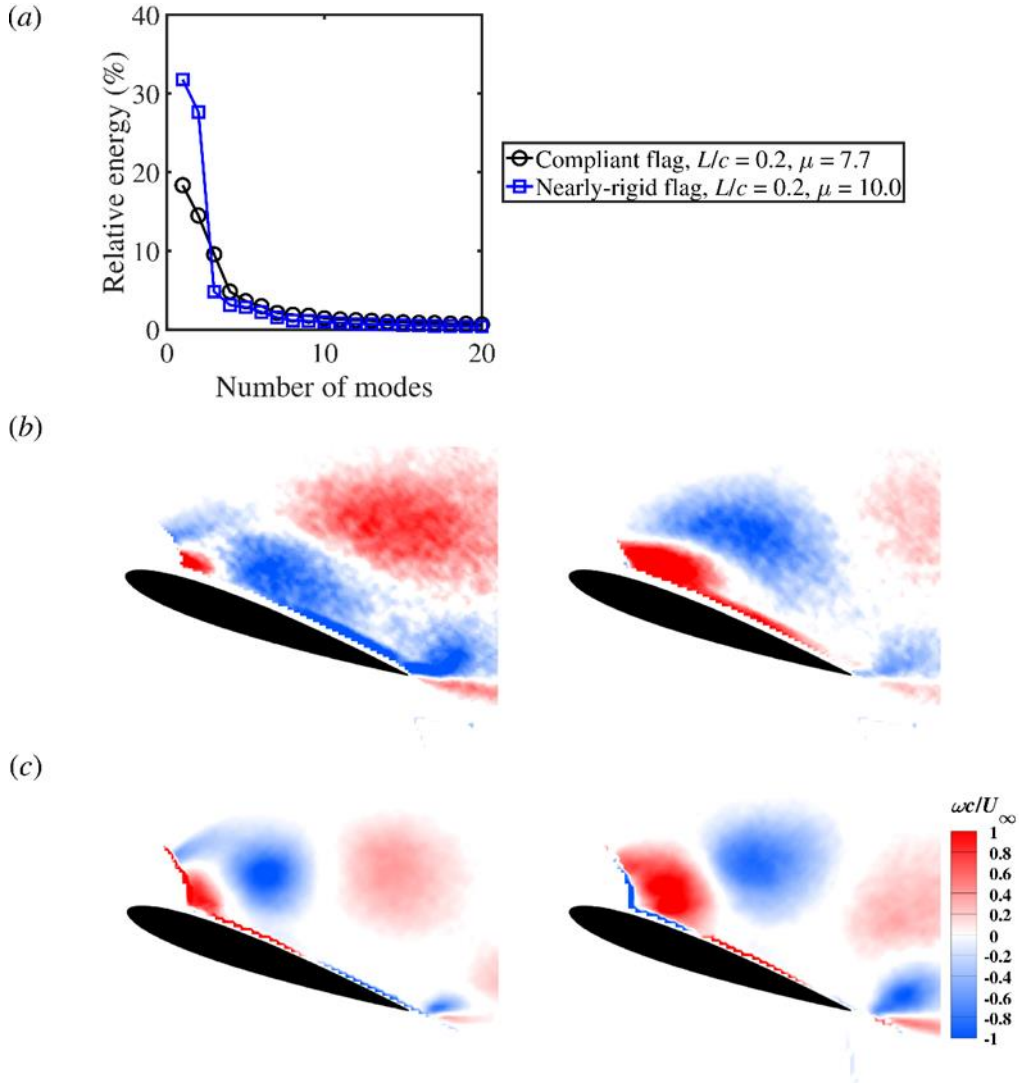 (a)
40
30
20
10
0
Relative energy (%)
0 10 20
Number of modes
Compliant flag, L/c = 0.2, μ = 7.7
Nearly-rigid flag, L/c = 0.2, μ = 10.0
(b)
(c)
ωc/U∞
1
0.8
0.6
0.4
0.2
0
-0.2
-0.4
-0.6
-0.8
-1